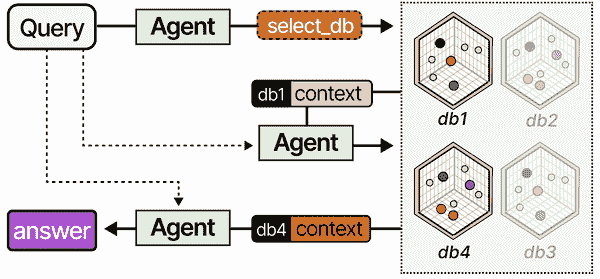 Query
Agent
select_db
db1 context
db1
db2
Agent
answer
Agent
db4 context
db4
db3